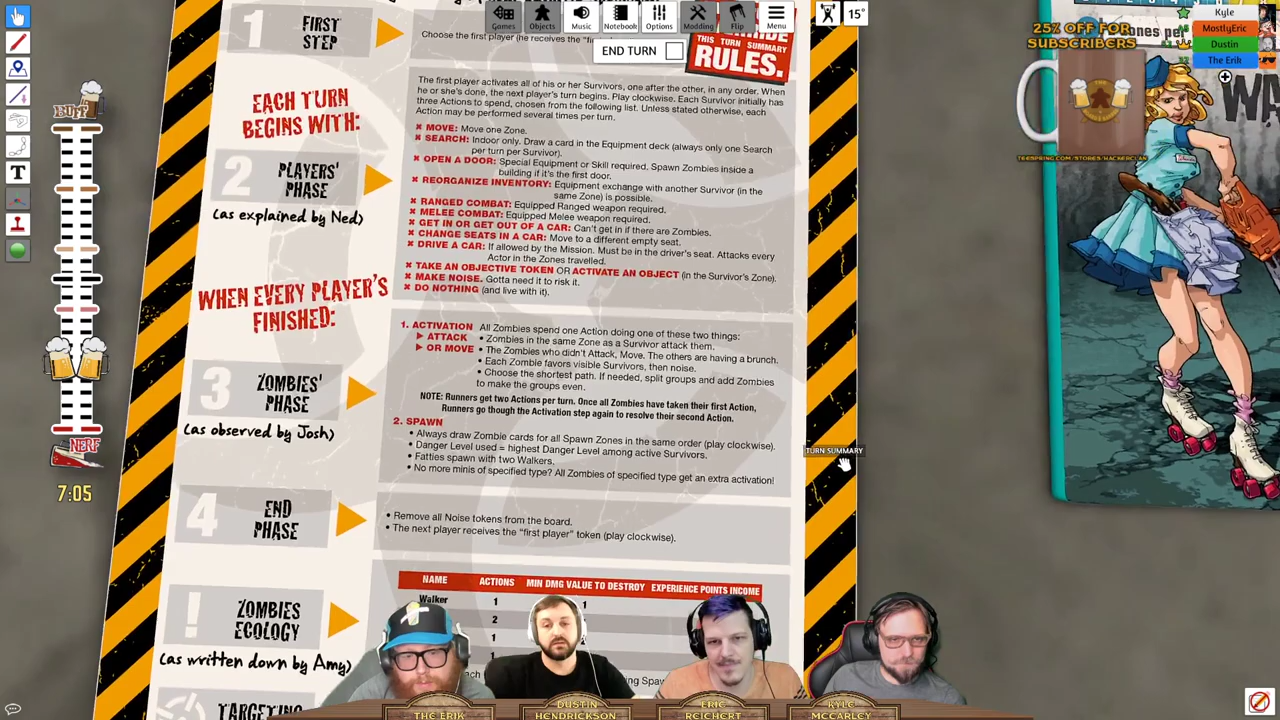 Games
Objects
Music
Notebook
Options
Modding
Flip
Menu
15°
END TURN
Kyle
MostlyEric
Dustin
The Erik
25% OFF FOR
SUBSCRIBERS
TEESPRING.COM/STORES/HACKERCLAN
BUFF
NERF
7:05
THIS TURN SUMMARY
RULES.
1 FIRST
STEP
Choose the first player (he receives the
EACH TURN
BEGINS WITH:
The first player activates all of his or her Survivors, one after the other, in any order. When
he or she's done, the next player's turn begins. Play clockwise. Each Survivor initially has
three Actions to spend, chosen from the following list. Unless stated otherwise, each
Action may be performed several times per turn.
2 PLAYERS'
PHASE
(as explained by Ned)
MOVE: Move one Zone.
SEARCH: Indoor only. Draw a card in the Equipment deck (always only one Search
per turn per Survivor).
OPEN A DOOR: Special Equipment or Skill required. Spawn Zombies inside a
building if it's the first door.
REORGANIZE INVENTORY: Equipment exchange with another Survivor (in the
same Zone) is possible.
RANGED COMBAT: Equipped Ranged weapon required.
MELEE COMBAT: Equipped Melee weapon required.
GET IN OR GET OUT OF A CAR: Can't get in if there are Zombies.
CHANGE SEATS IN A CAR: Move to a different empty seat.
DRIVE A CAR: If allowed by the Mission. Must be in the driver's seat. Attacks every
Actor in the Zones travelled.
TAKE AN OBJECTIVE TOKEN OR ACTIVATE AN OBJECT (in the Survivor's Zone).
MAKE NOISE. Gotta need it to risk it.
DO NOTHING (and live with it).
WHEN EVERY PLAYER'S
FINISHED:
3 ZOMBIES'
PHASE
(as observed by Josh)
1. ACTIVATION All Zombies spend one Action doing one of these two things:
▶ ATTACK • Zombies in the same Zone as a Survivor attack them.
▶ OR MOVE • The Zombies who didn't Attack, Move. The others are having a brunch.
• Each Zombie favors visible Survivors, then noise.
• Choose the shortest path. If needed, split groups and add Zombies
to make the groups even.
NOTE: Runners get two Actions per turn. Once all Zombies have taken their first Action,
Runners go though the Activation step again to resolve their second Action.
2. SPAWN
• Always draw Zombie cards for all Spawn Zones in the same order (play clockwise).
• Danger Level used = highest Danger Level among active Survivors.
• Fatties spawn with two Walkers.
• No more minis of specified type? All Zombies of specified type get an extra activation!
TURN SUMMARY
4 END
PHASE
• Remove all Noise tokens from the board.
• The next player receives the "first player" token (play clockwise).
! ZOMBIES
ECOLOGY
(as written down by Amy)
NAME ACTIONS MIN DMG VALUE TO DESTROY EXPERIENCE POINTS INCOME
Walker 1 1
2
1
TARGETING
THE ERIK
DUSTIN
HENDRICKSON
ERIC
REICHERT
KYLE
MCCARLEY